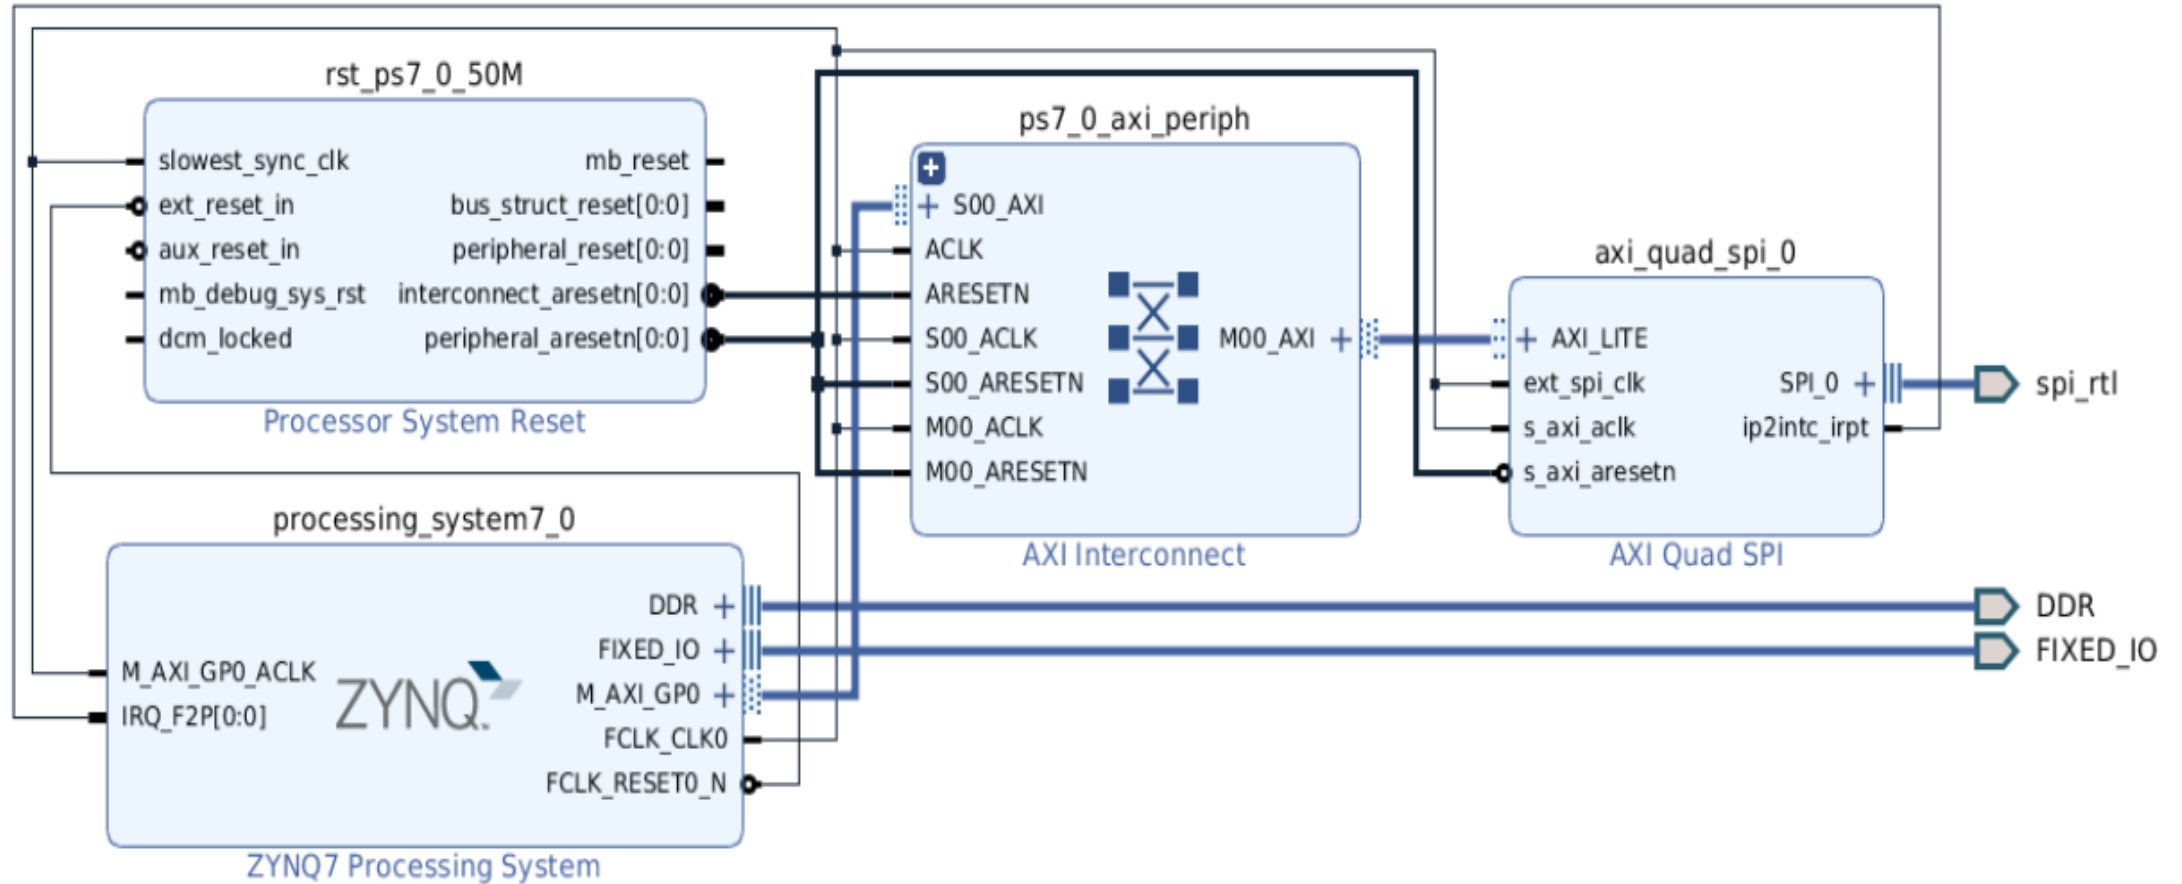 rst_ps7_0_50M
slowest_sync_clk
ext_reset_in
aux_reset_in
mb_debug_sys_rst
dcm_locked
mb_reset
bus_struct_reset[0:0]
peripheral_reset[0:0]
interconnect_aresetn[0:0]
peripheral_aresetn[0:0]
Processor System Reset
ps7_0_axi_periph
S00_AXI
ACLK
ARESETN
S00_ACLK
S00_ARESETN
M00_ACLK
M00_ARESETN
M00_AXI
AXI Interconnect
axi_quad_spi_0
AXI_LITE
ext_spi_clk
s_axi_aclk
s_axi_aresetn
SPI_0
ip2intc_irpt
AXI Quad SPI
spi_rtl
processing_system7_0
M_AXI_GP0_ACLK
IRQ_F2P[0:0]
ZYNQ.
DDR
FIXED_IO
M_AXI_GP0
FCLK_CLK0
FCLK_RESET0_N
ZYNQ7 Processing System
DDR
FIXED_IO